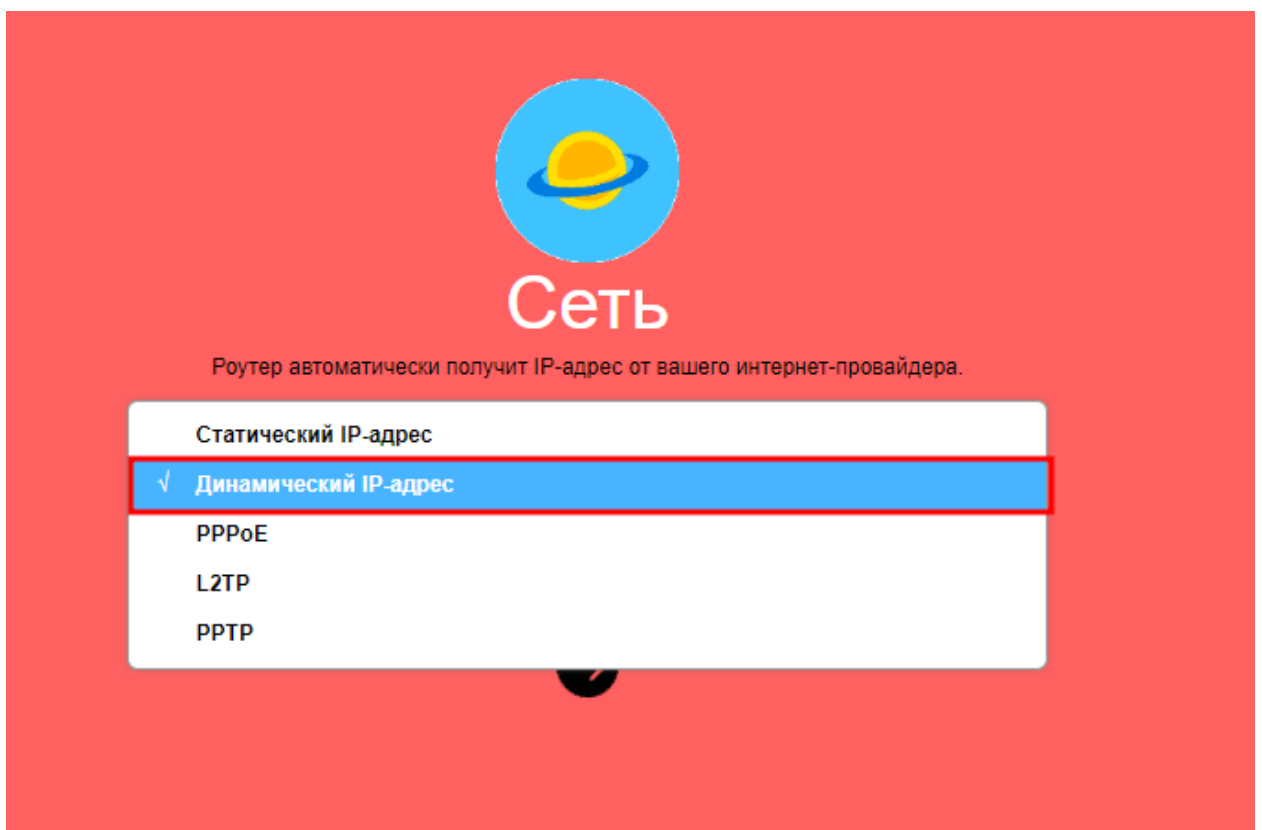 Сеть
Роутер автоматически получит IP-адрес от вашего интернет-провайдера.
Статический IP-адрес
√ Динамический IP-адрес
PPPoE
L2TP
PPTP